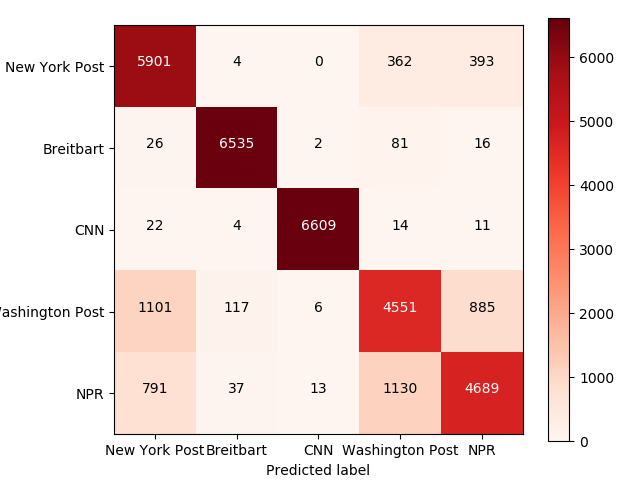 New York Post 5901 4 0 362 393
Breitbart 26 6535 2 81 16
CNN 22 4 6609 14 11
ashington Post 1101 117 6 4551 885
NPR 791 37 13 1130 4689
New York Post Breitbart CNN Washington Post NPR
Predicted label
6000
5000
4000
3000
2000
1000
0